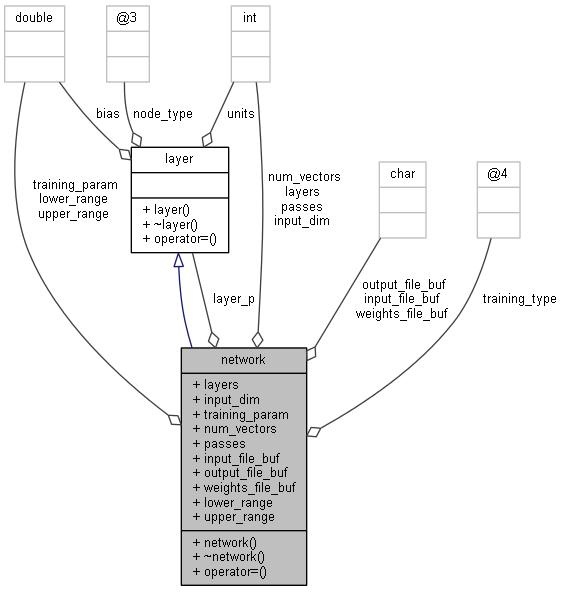 double
@3
int
bias
node_type
units
layer
+ layer()
+ ~layer()
+ operator=()
training_param
lower_range
upper_range
num_vectors
layers
passes
input_dim
char
@4
layer_p
output_file_buf
input_file_buf
weights_file_buf
training_type
network
+ layers
+ input_dim
+ training_param
+ num_vectors
+ passes
+ input_file_buf
+ output_file_buf
+ weights_file_buf
+ lower_range
+ upper_range
+ network()
+ ~network()
+ operator=()